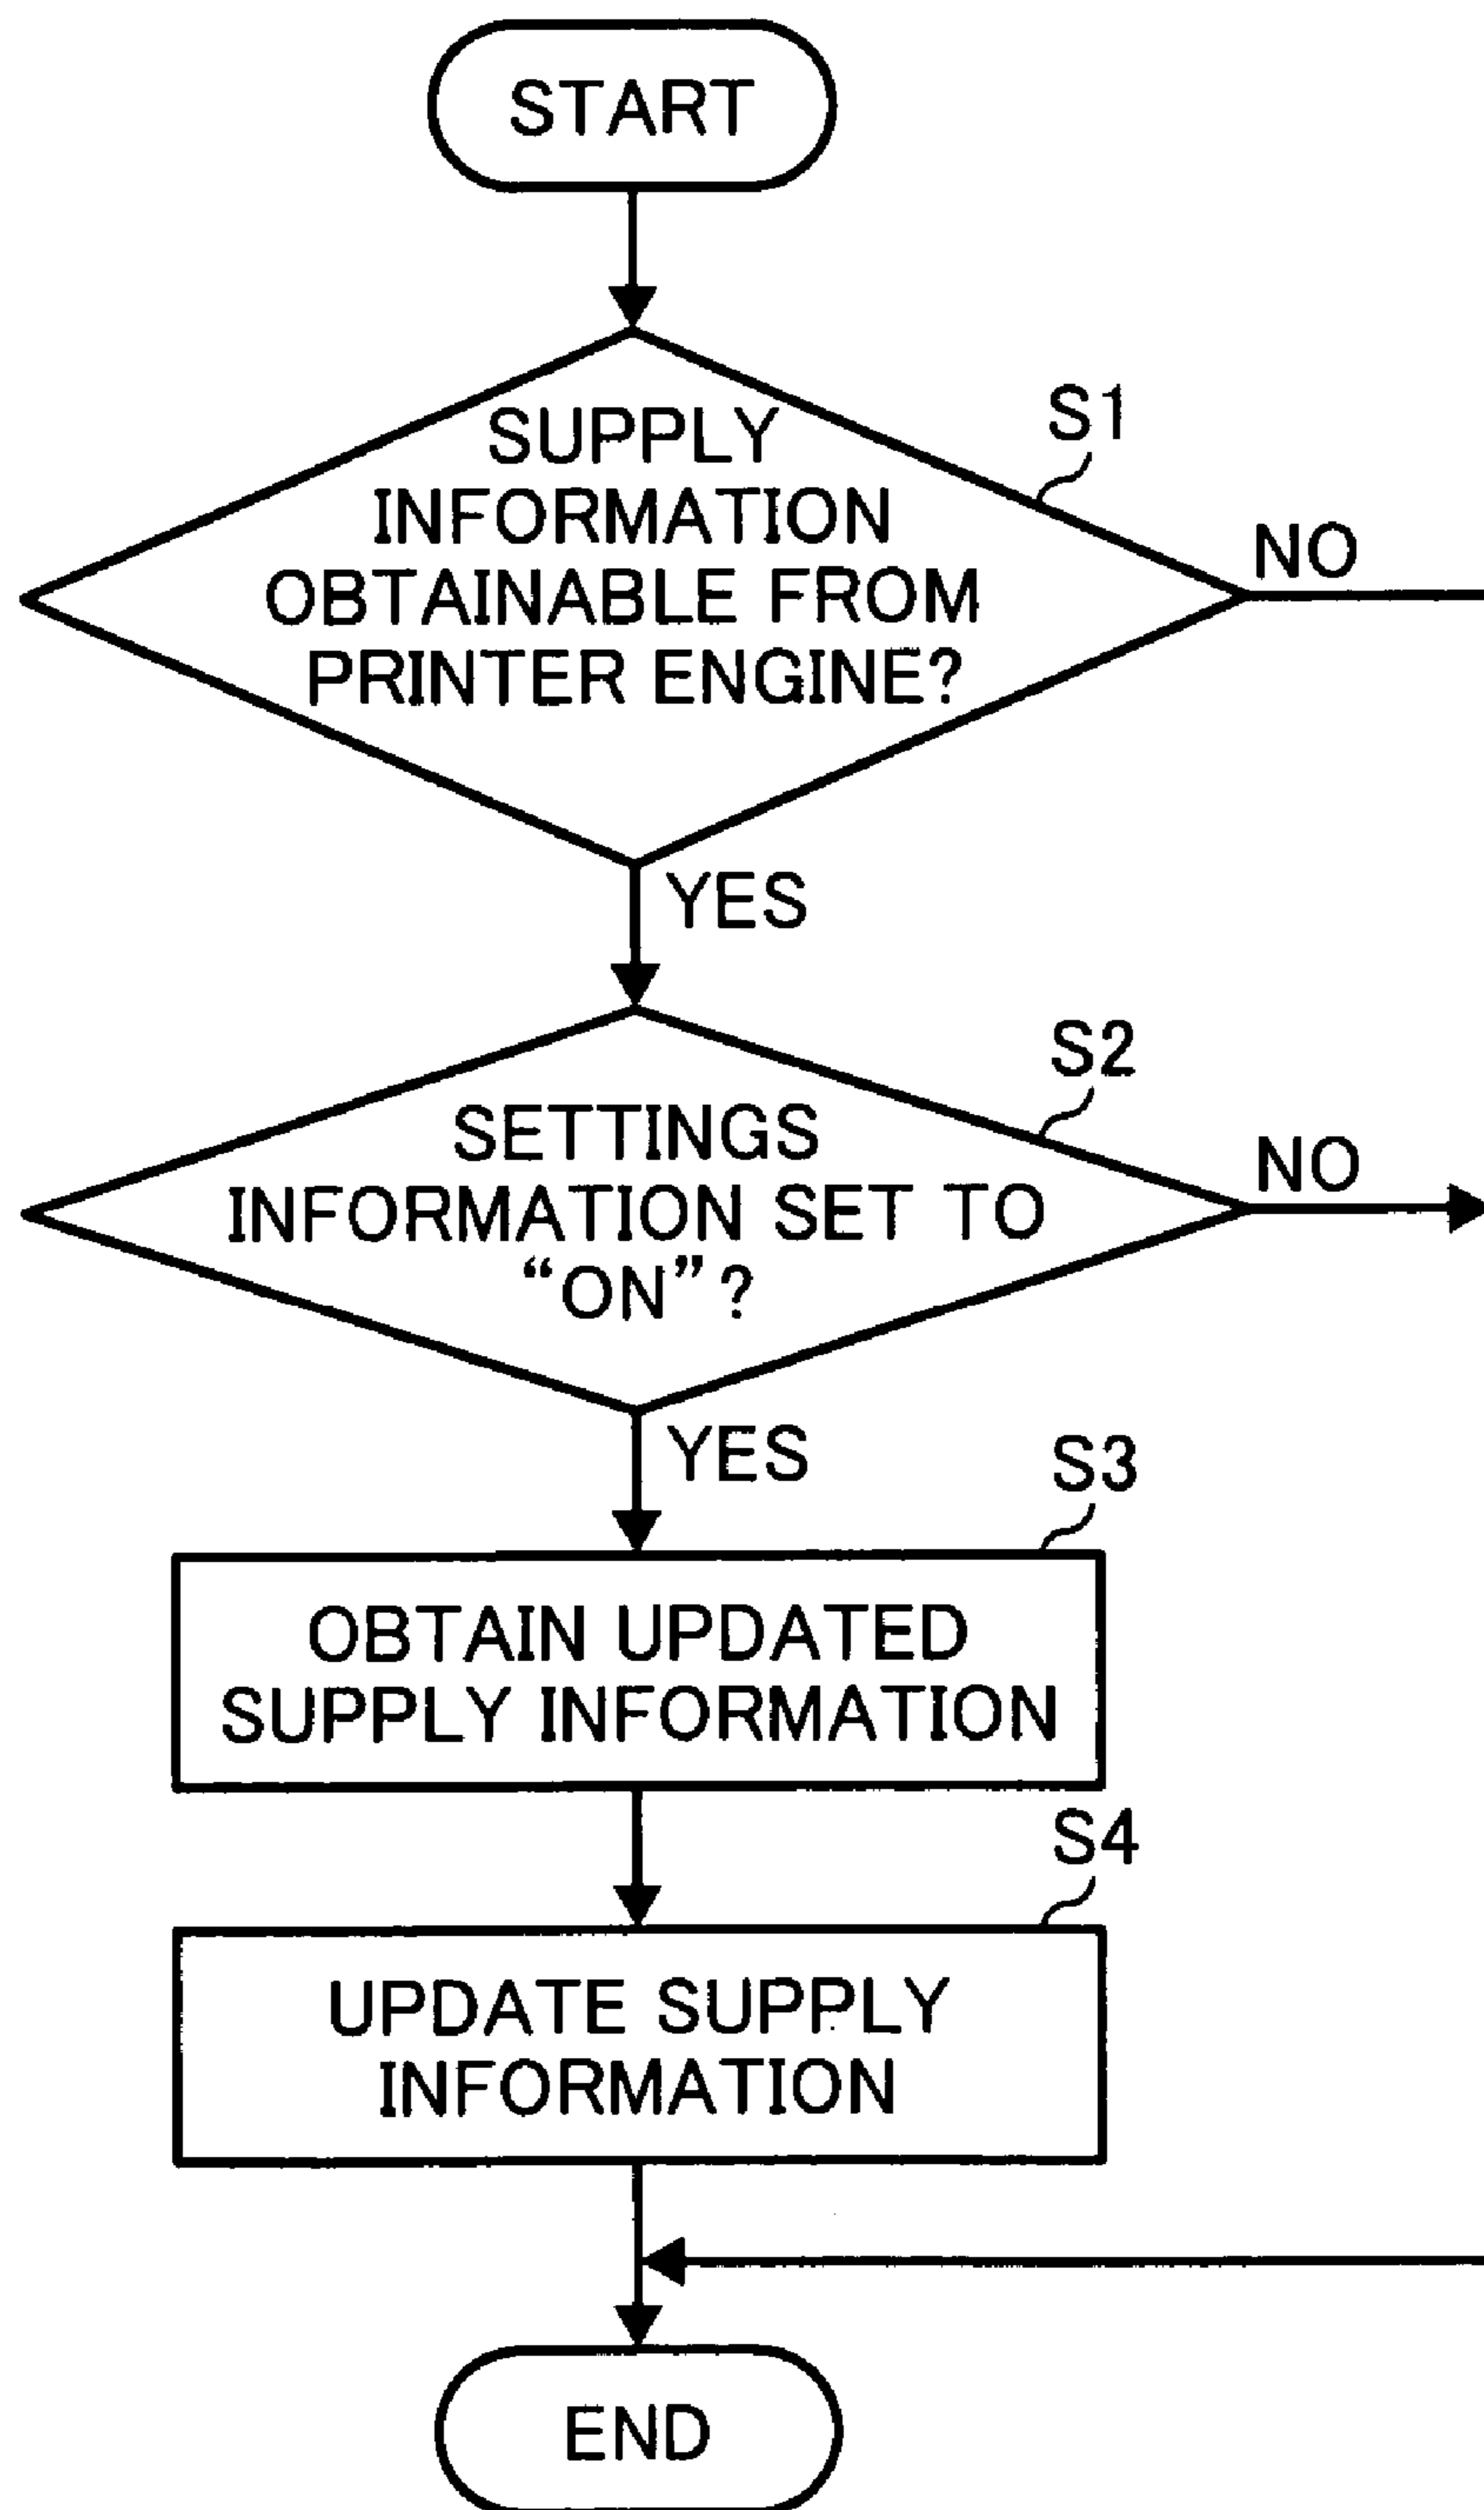 START
S1
SUPPLY
INFORMATION
OBTAINABLE FROM
PRINTER ENGINE?
NO
YES
S2
SETTINGS
INFORMATION SET TO
“ON”?
NO
YES
S3
OBTAIN UPDATED
SUPPLY INFORMATION
S4
UPDATE SUPPLY
INFORMATION
END